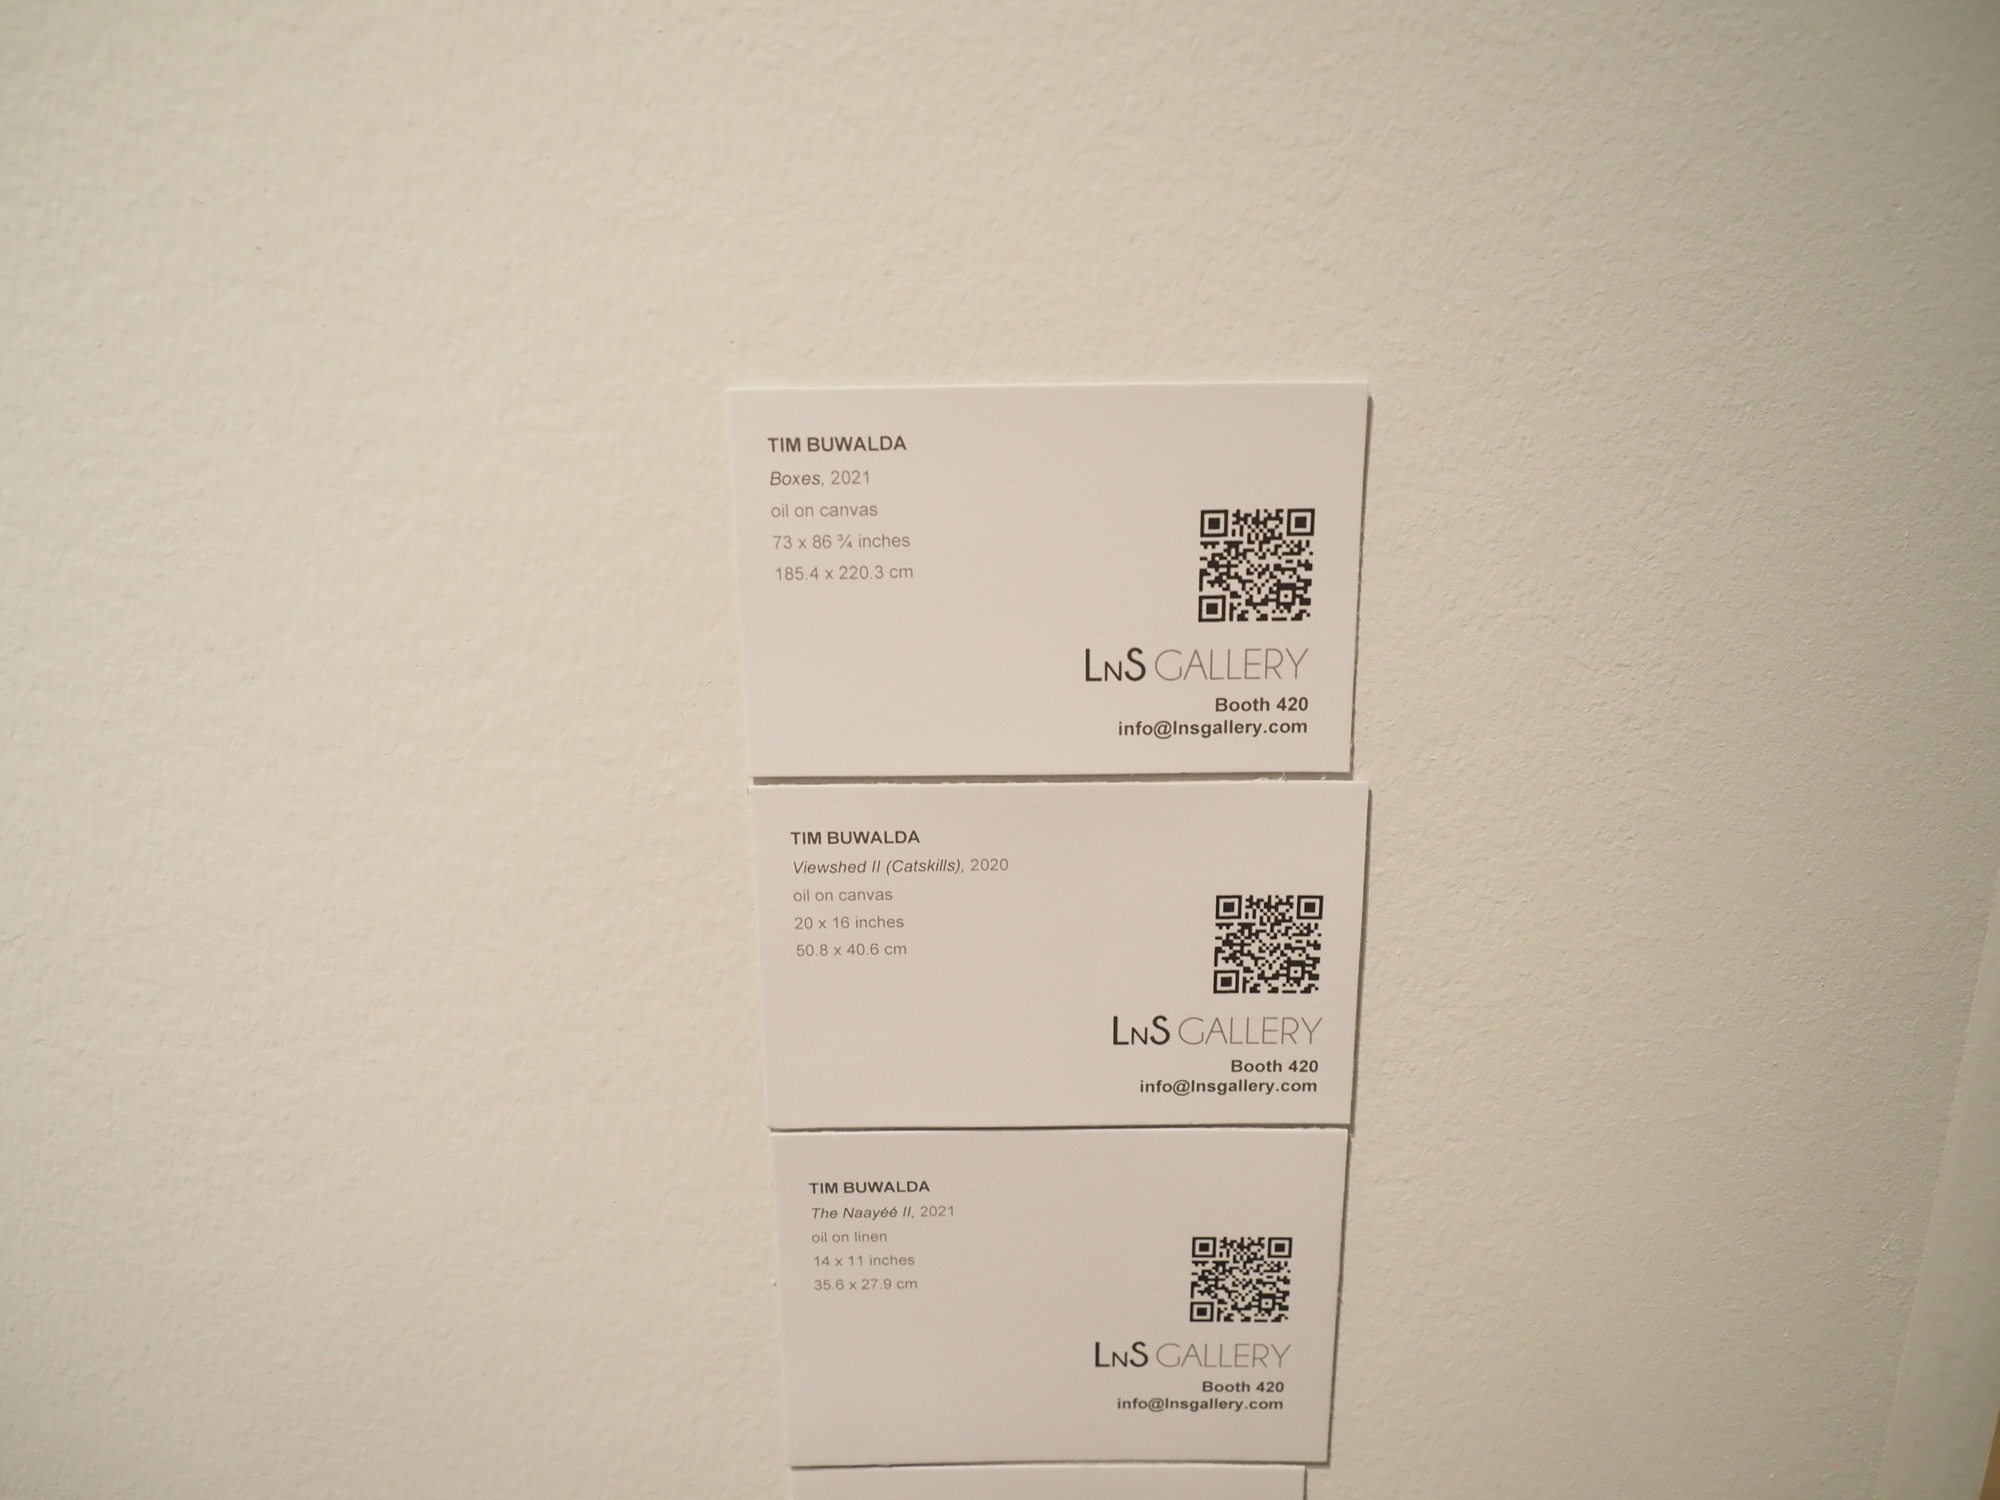 TIM BUWALDA
Boxes, 2021
oil on canvas
73 x 86 ¾ inches
185.4 x 220.3 cm
LNS GALLERY
Booth 420
info@lnsgallery.com
TIM BUWALDA
Viewshed II (Catskills), 2020
oil on canvas
20 x 16 inches
50.8 x 40.6 cm
LNS GALLERY
Booth 420
info@lnsgallery.com
TIM BUWALDA
The Naayéé II, 2021
oil on linen
14 x 11 inches
35.6 x 27.9 cm
LNS GALLERY
Booth 420
info@lnsgallery.com